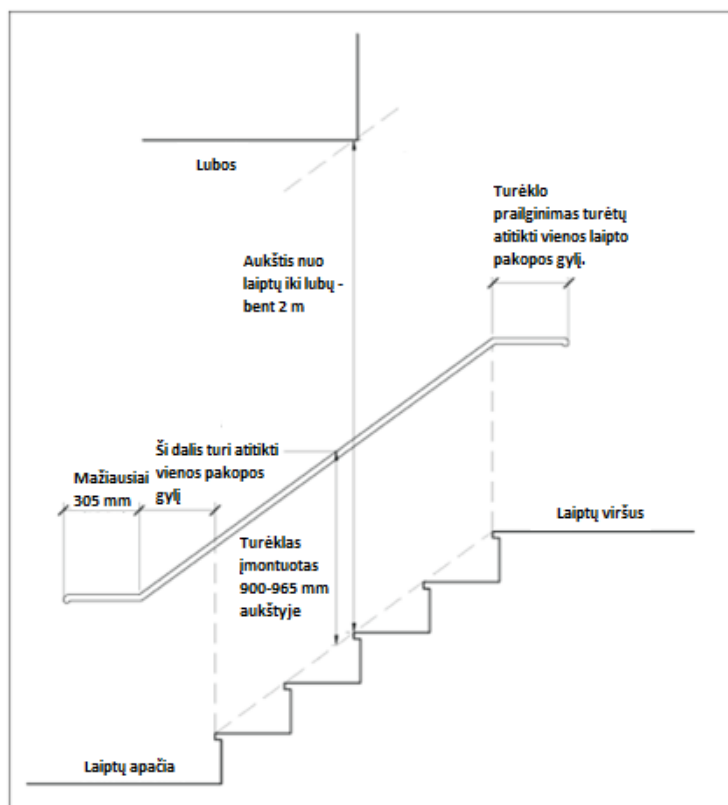 Lubos
Turėklo
prailginimas turėtų
atitikti vienos laipto
pakopos gylį.
Aukštis nuo
laiptų iki lubų -
bent 2 m
Ši dalis turi atitikti
vienos pakopos
gylį
Mažiausiai
305 mm
Laiptų viršus
Turėklas
įmontuotas
900-965 mm
aukštyje
Laiptų apačia